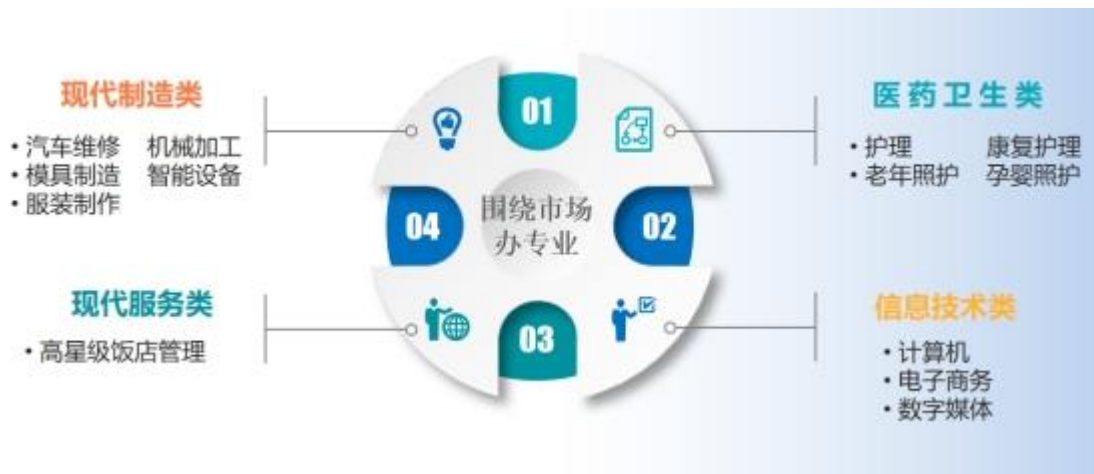 现代制造类
• 汽车维修 机械加工
• 模具制造 智能设备
• 服装制作
医药卫生类
• 护理 康复护理
• 老年照护 孕婴照护
01
02
03
04
围绕市场
办专业
现代服务类
• 高星级饭店管理
信息技术类
• 计算机
• 电子商务
• 数字媒体